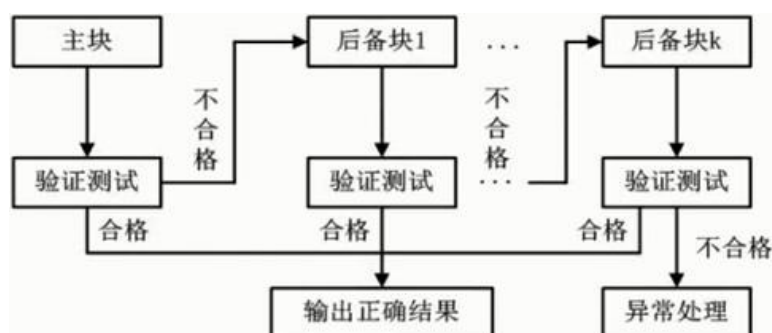 主块
后备块1
...
后备块k
不合格
不合格
验证测试
验证测试
...
验证测试
合格
合格
合格
不合格
输出正确结果
异常处理